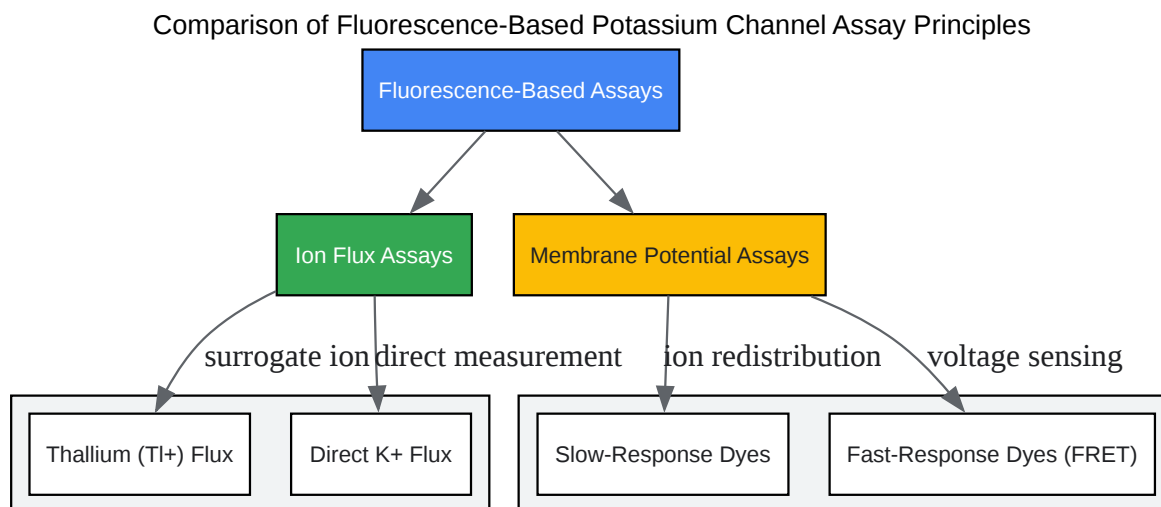 Comparison of Fluorescence-Based Potassium Channel Assay Principles
Fluorescence-Based Assays
Ion Flux Assays
Membrane Potential Assays
surrogate ion
direct measurement
ion redistribution
voltage sensing
Thallium (Tl+) Flux
Direct K+ Flux
Slow-Response Dyes
Fast-Response Dyes (FRET)